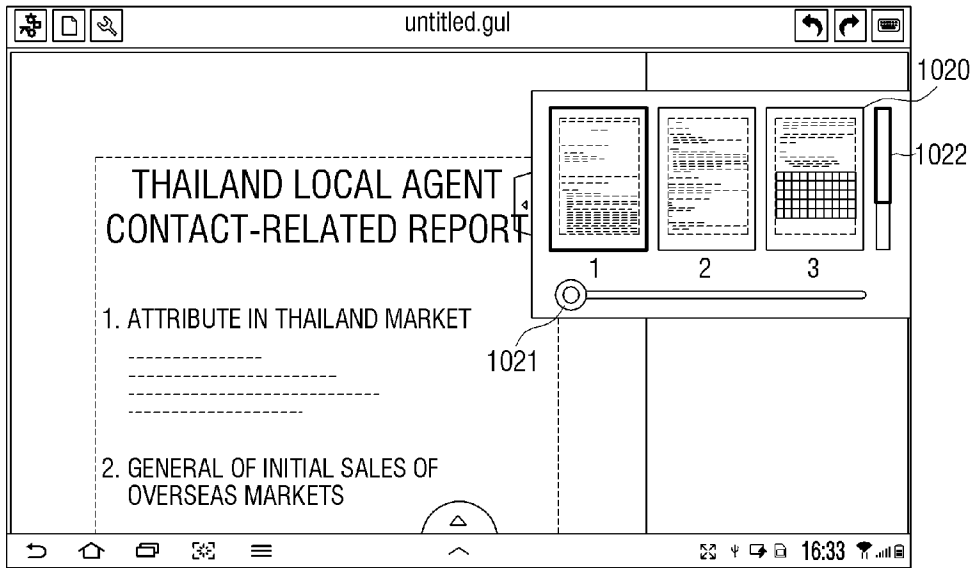 untitled.gul
1020
1022
THAILAND LOCAL AGENT
CONTACT-RELATED REPORT
1 2 3
1. ATTRIBUTE IN THAILAND MARKET
1021
2. GENERAL OF INITIAL SALES OF
OVERSEAS MARKETS
16:33